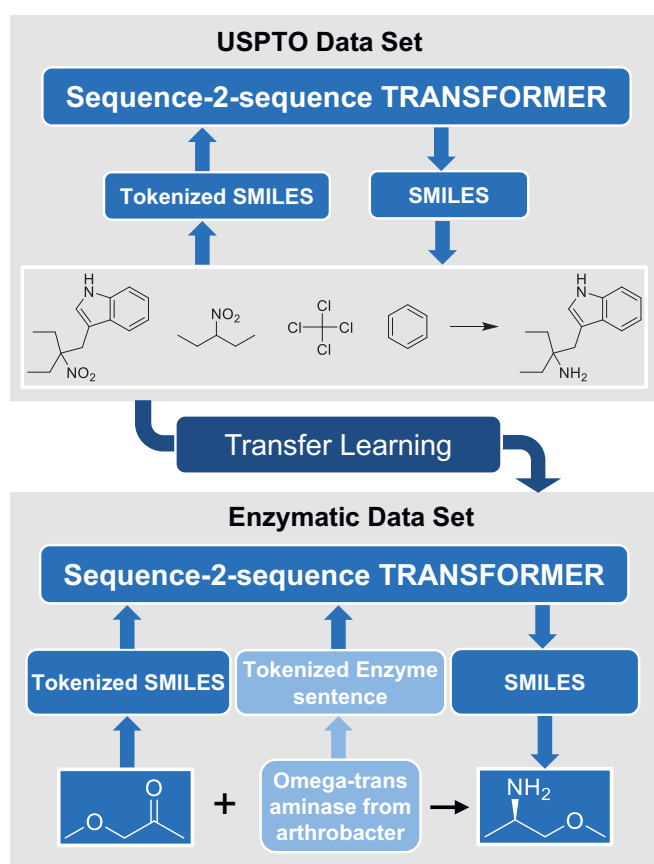 USPTO Data Set
Sequence-2-sequence TRANSFORMER
Tokenized SMILES
SMILES
H
N
NO2
NO2
Cl
Cl
Cl
Cl
H
N
NH2
Transfer Learning
Enzymatic Data Set
Sequence-2-sequence TRANSFORMER
Tokenized SMILES
Tokenized Enzyme
sentence
SMILES
O
O
+
Omega-trans
aminase from
arthrobacter
NH2
O